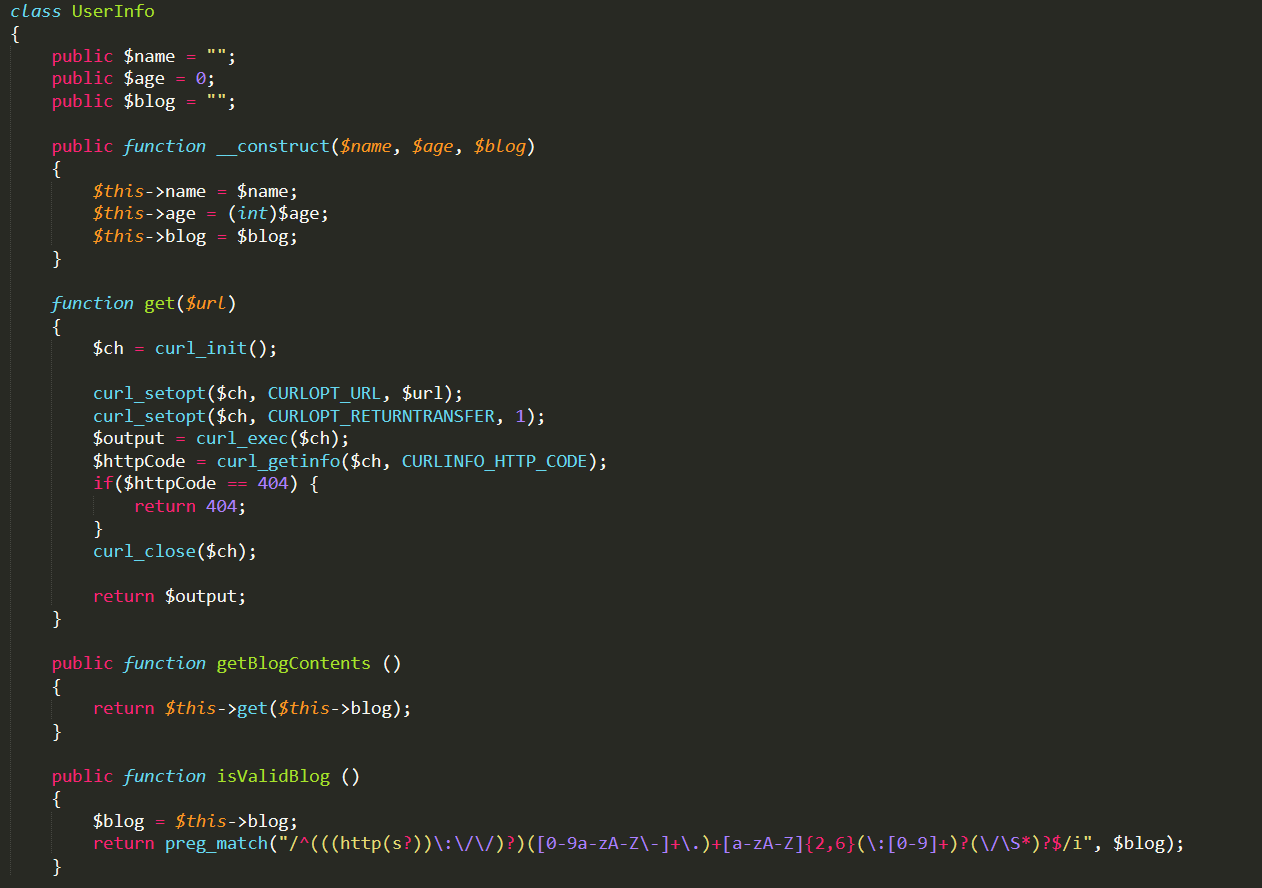 class UserInfo
{
    public $name = "";
    public $age = 0;
    public $blog = "";

    public function __construct($name, $age, $blog)
    {
        $this->name = $name;
        $this->age = (int)$age;
        $this->blog = $blog;
    }

    function get($url)
    {
        $ch = curl_init();

        curl_setopt($ch, CURLOPT_URL, $url);
        curl_setopt($ch, CURLOPT_RETURNTRANSFER, 1);
        $output = curl_exec($ch);
        $httpCode = curl_getinfo($ch, CURLINFO_HTTP_CODE);
        if($httpCode == 404) {
            return 404;
        }
        curl_close($ch);

        return $output;
    }

    public function getBlogContents ()
    {
        return $this->get($this->blog);
    }

    public function isValidBlog ()
    {
        $blog = $this->blog;
        return preg_match("/^(((http(s?))\:\/\/)?)([0-9a-zA-Z\-]+\.)+[a-zA-Z]{2,6}(\:[0-9]+)?(\/\S*)?$/i", $blog);
    }